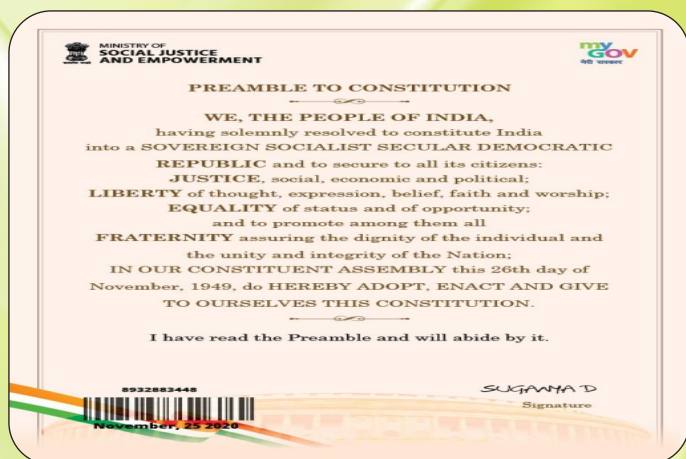 MINISTRY OF
SOCIAL JUSTICE
AND EMPOWERMENT
my
GOV
मेरी सरकार
PREAMBLE TO CONSTITUTION
WE, THE PEOPLE OF INDIA,
having solemnly resolved to constitute India
into a SOVEREIGN SOCIALIST SECULAR DEMOCRATIC
REPUBLIC and to secure to all its citizens:
JUSTICE, social, economic and political;
LIBERTY of thought, expression, belief, faith and worship;
EQUALITY of status and of opportunity;
and to promote among them all
FRATERNITY assuring the dignity of the individual and
the unity and integrity of the Nation;
IN OUR CONSTITUENT ASSEMBLY this 26th day of
November, 1949, do HEREBY ADOPT, ENACT AND GIVE
TO OURSELVES THIS CONSTITUTION.
I have read the Preamble and will abide by it.
8932883448
November, 25 2020
SUGANYA D
Signature